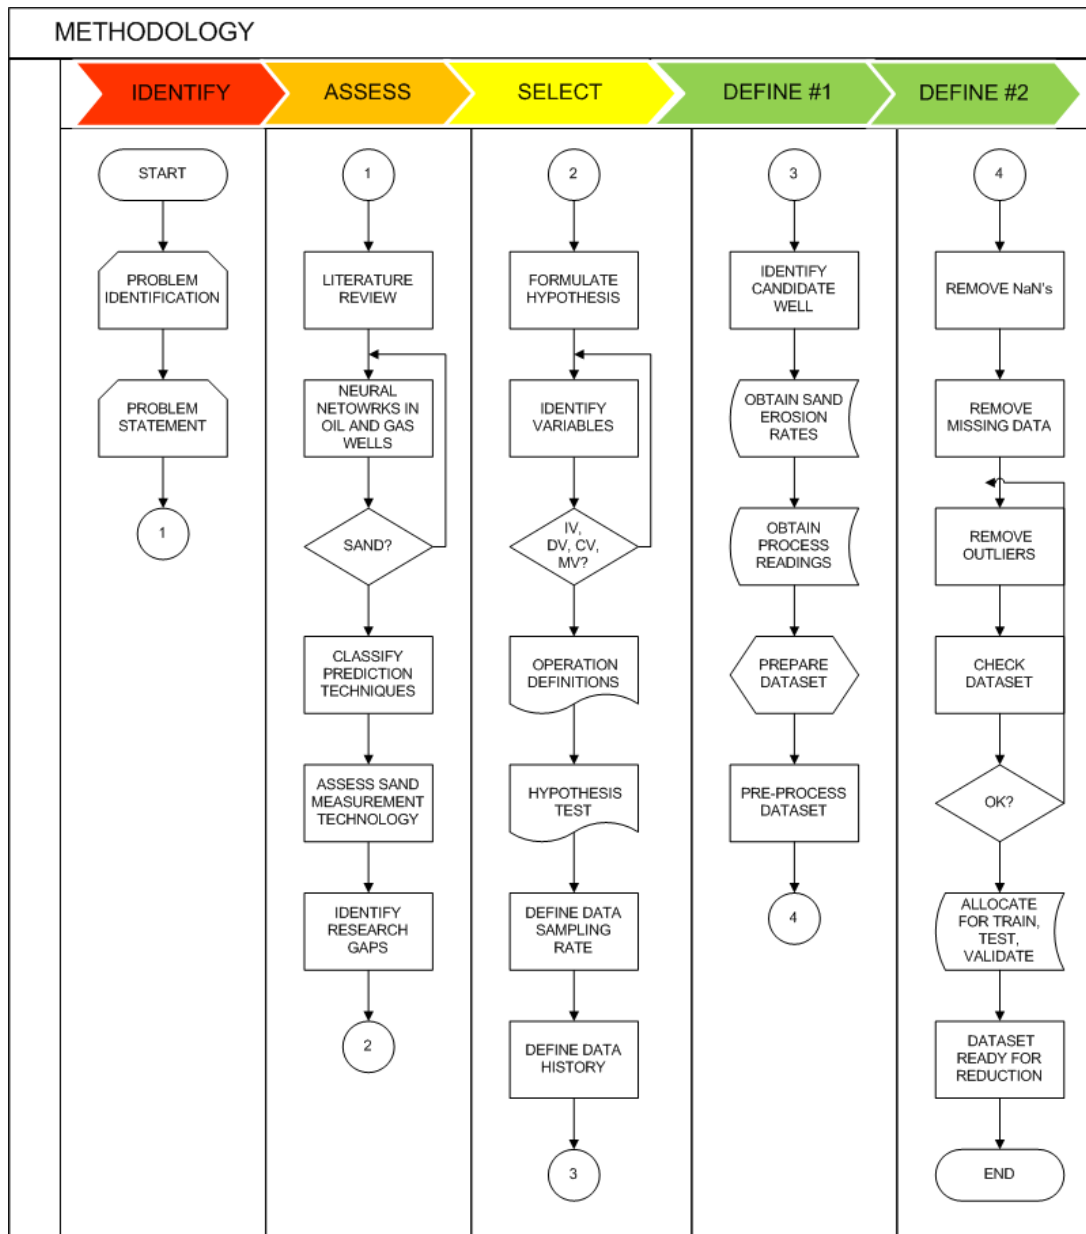 METHODOLOGY
IDENTIFY
ASSESS
SELECT
DEFINE #1
DEFINE #2
START
PROBLEM
IDENTIFICATION
PROBLEM
STATEMENT
1
1
LITERATURE
REVIEW
NEURAL
NETOWRKS IN
OIL AND GAS
WELLS
SAND?
CLASSIFY
PREDICTION
TECHNIQUES
ASSESS SAND
MEASUREMENT
TECHNOLOGY
IDENTIFY
RESEARCH
GAPS
2
2
FORMULATE
HYPOTHESIS
IDENTIFY
VARIABLES
IV,
DV, CV,
MV?
OPERATION
DEFINITIONS
HYPOTHESIS
TEST
DEFINE DATA
SAMPLING
RATE
DEFINE DATA
HISTORY
3
3
IDENTIFY
CANDIDATE
WELL
OBTAIN SAND
EROSION
RATES
OBTAIN
PROCESS
READINGS
PREPARE
DATASET
PRE-PROCESS
DATASET
4
4
REMOVE NaN's
REMOVE
MISSING DATA
REMOVE
OUTLIERS
CHECK
DATASET
OK?
ALLOCATE
FOR TRAIN,
TEST,
VALIDATE
DATASET
READY FOR
REDUCTION
END